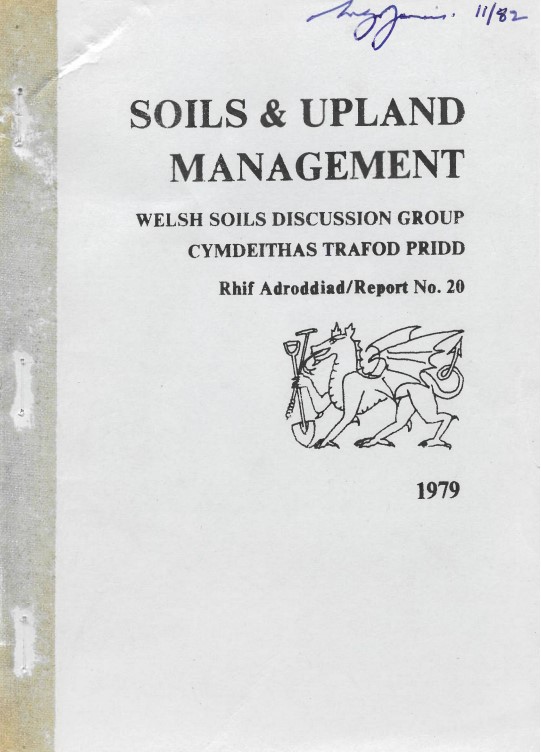 11/82
SOILS & UPLAND
MANAGEMENT
WELSH SOILS DISCUSSION GROUP
CYMDEITHAS TRAFOD PRIDD
Rhif Adroddiad/Report No. 20
1979